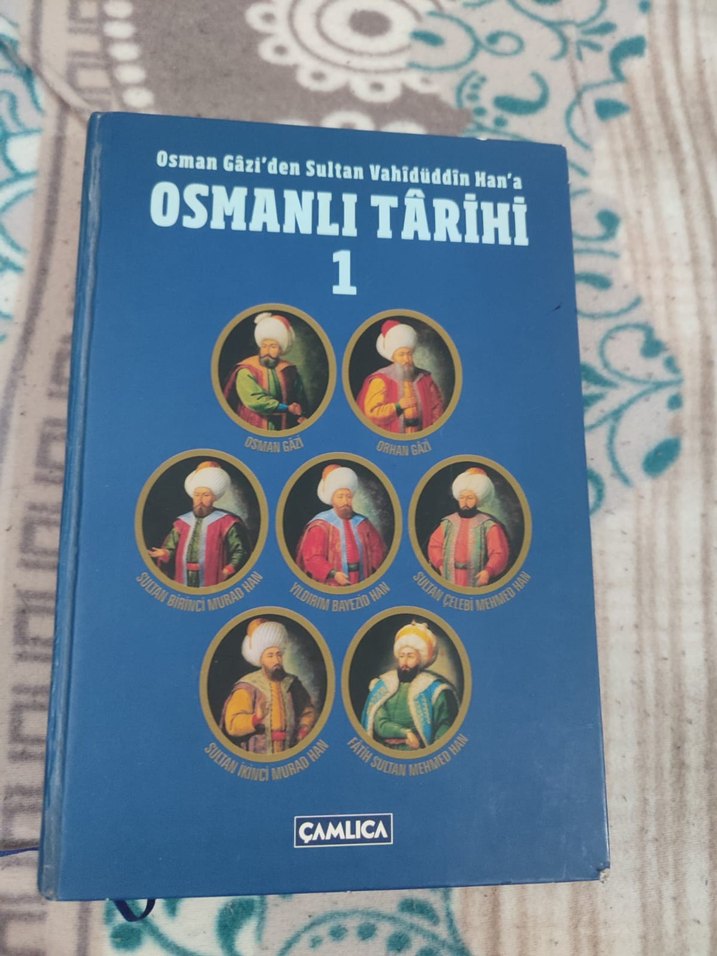 Osman Gâzi'den Sultan Vahîdüddîn Han'a
OSMANLI TÂRİHİ
1
OSMAN GÂZİ
ORHAN GÂZİ
SULTAN BİRİNCİ MURAD HAN
YILDIRIM BAYEZİD HAN
SULTAN ÇELEBİ MEHMED HAN
SULTAN İKİNCİ MURAD HAN
FÂTİH SULTAN MEHMED HAN
ÇAMLICA